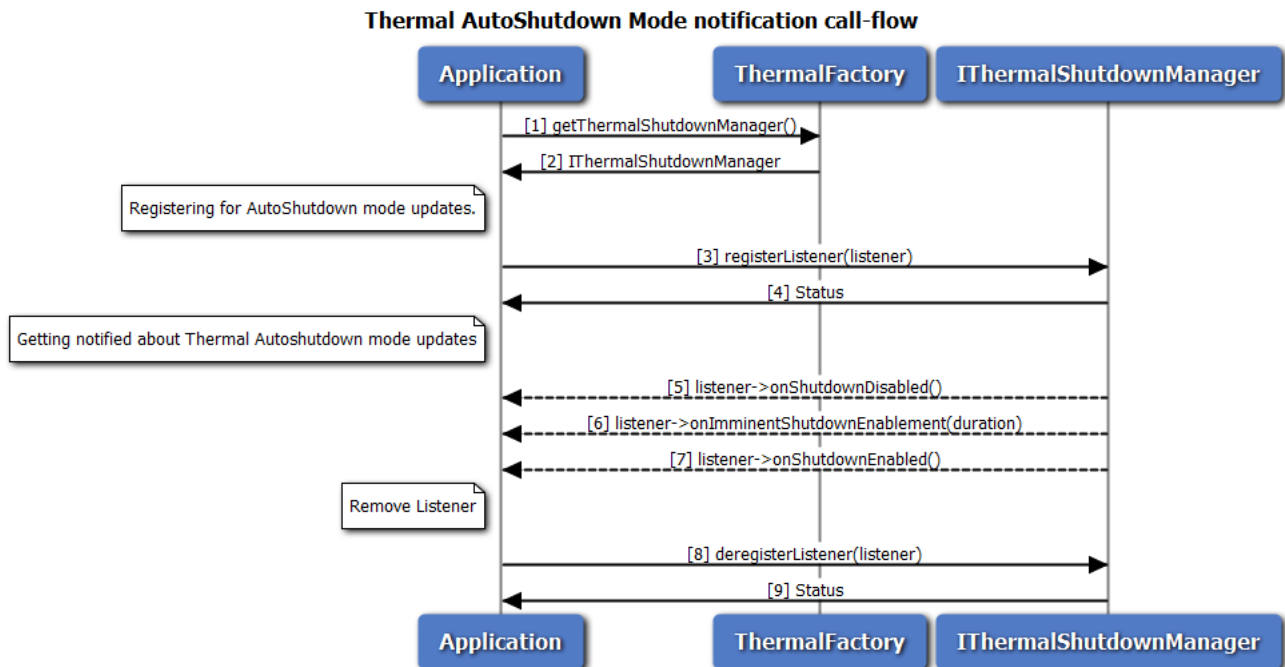 Thermal AutoShutdown Mode notification call-flow
Application
ThermalFactory
IThermalShutdownManager
[1] getThermalShutdownManager()
[2] IThermalShutdownManager
Registering for AutoShutdown mode updates.
[3] registerListener(listener)
[4] Status
Getting notified about Thermal Autoshutdown mode updates
[5] listener->onShutdownDisabled()
[6] listener->onImminentShutdownEnablement(duration)
[7] listener->onShutdownEnabled()
Remove Listener
[8] deregisterListener(listener)
[9] Status
Application
ThermalFactory
IThermalShutdownManager